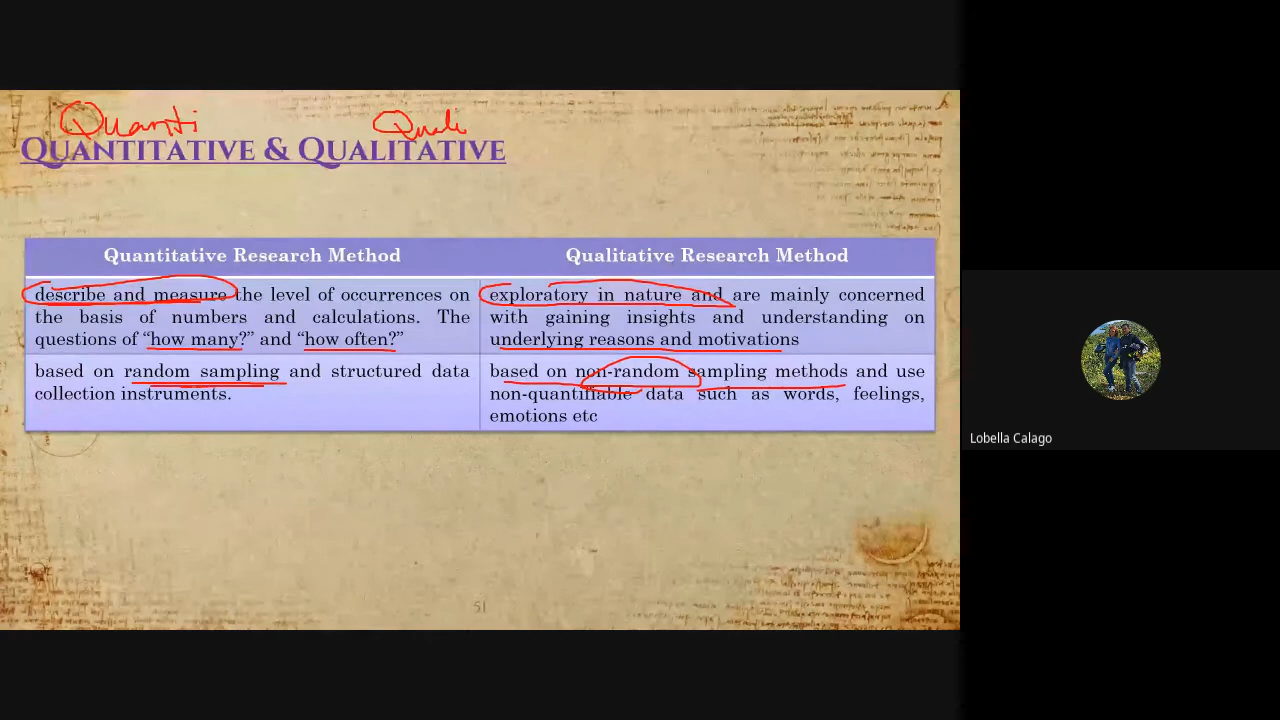 Quanti Quali
QUANTITATIVE & QUALITATIVE
Quantitative Research Method
describe and measure the level of occurrences on
the basis of numbers and calculations. The
questions of “how many?” and “how often?”
based on random sampling and structured data
collection instruments.
Qualitative Research Method
exploratory in nature and are mainly concerned
with gaining insights and understanding on
underlying reasons and motivations
based on non-random sampling methods and use
non-quantifiable data such as words, feelings,
emotions etc
51
Lobella Calago